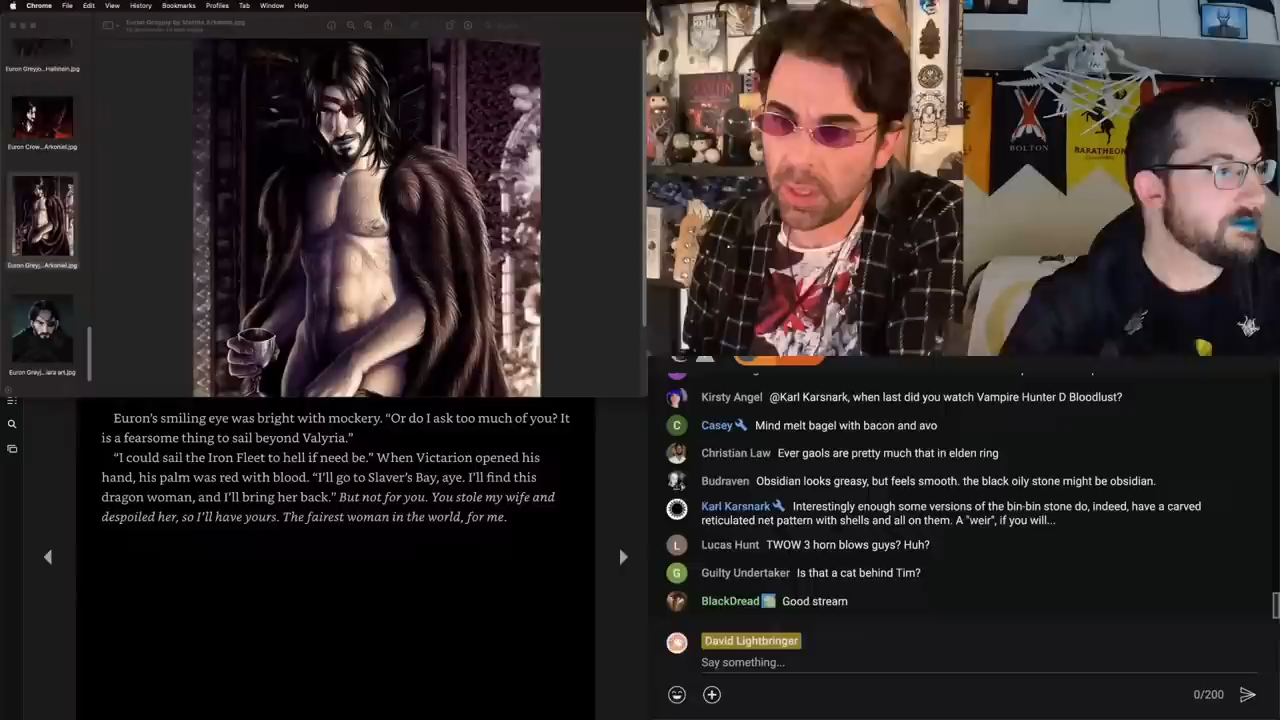 Chrome File Edit View History Bookmarks Profiles Tab Window Help
Euron Greyjoy by Mattia Arkoniel.jpg
Euron Greyjo...Hallstein.jpg
Euron Crow...Arkoniel.jpg
Euron Greyj...Arkoniel.jpg
MARTIN
BOLTON
BARATHEON
Euron’s smiling eye was bright with mockery. “Or do I ask too much of you? It
is a fearsome thing to sail beyond Valyria.”
“I could sail the Iron Fleet to hell if need be.” When Victarion opened his
hand, his palm was red with blood. “I’ll go to Slaver’s Bay, aye. I’ll find this
dragon woman, and I’ll bring her back.” But not for you. You stole my wife and
despoiled her, so I’ll have yours. The fairest woman in the world, for me.
Kirsty Angel @Karl Karsnark, when last did you watch Vampire Hunter D Bloodlust?
C Casey Mind melt bagel with bacon and avo
Christian Law Ever gaols are pretty much that in elden ring
Budraven Obsidian looks greasy, but feels smooth. the black oily stone might be obsidian.
Karl Karsnark Interestingly enough some versions of the bin-bin stone do, indeed, have a carved
reticulated net pattern with shells and all on them. A "weir", if you will...
L Lucas Hunt TWOW 3 horn blows guys? Huh?
G Guilty Undertaker Is that a cat behind Tim?
BlackDread Good stream
David Lightbringer
Say something...
0/200